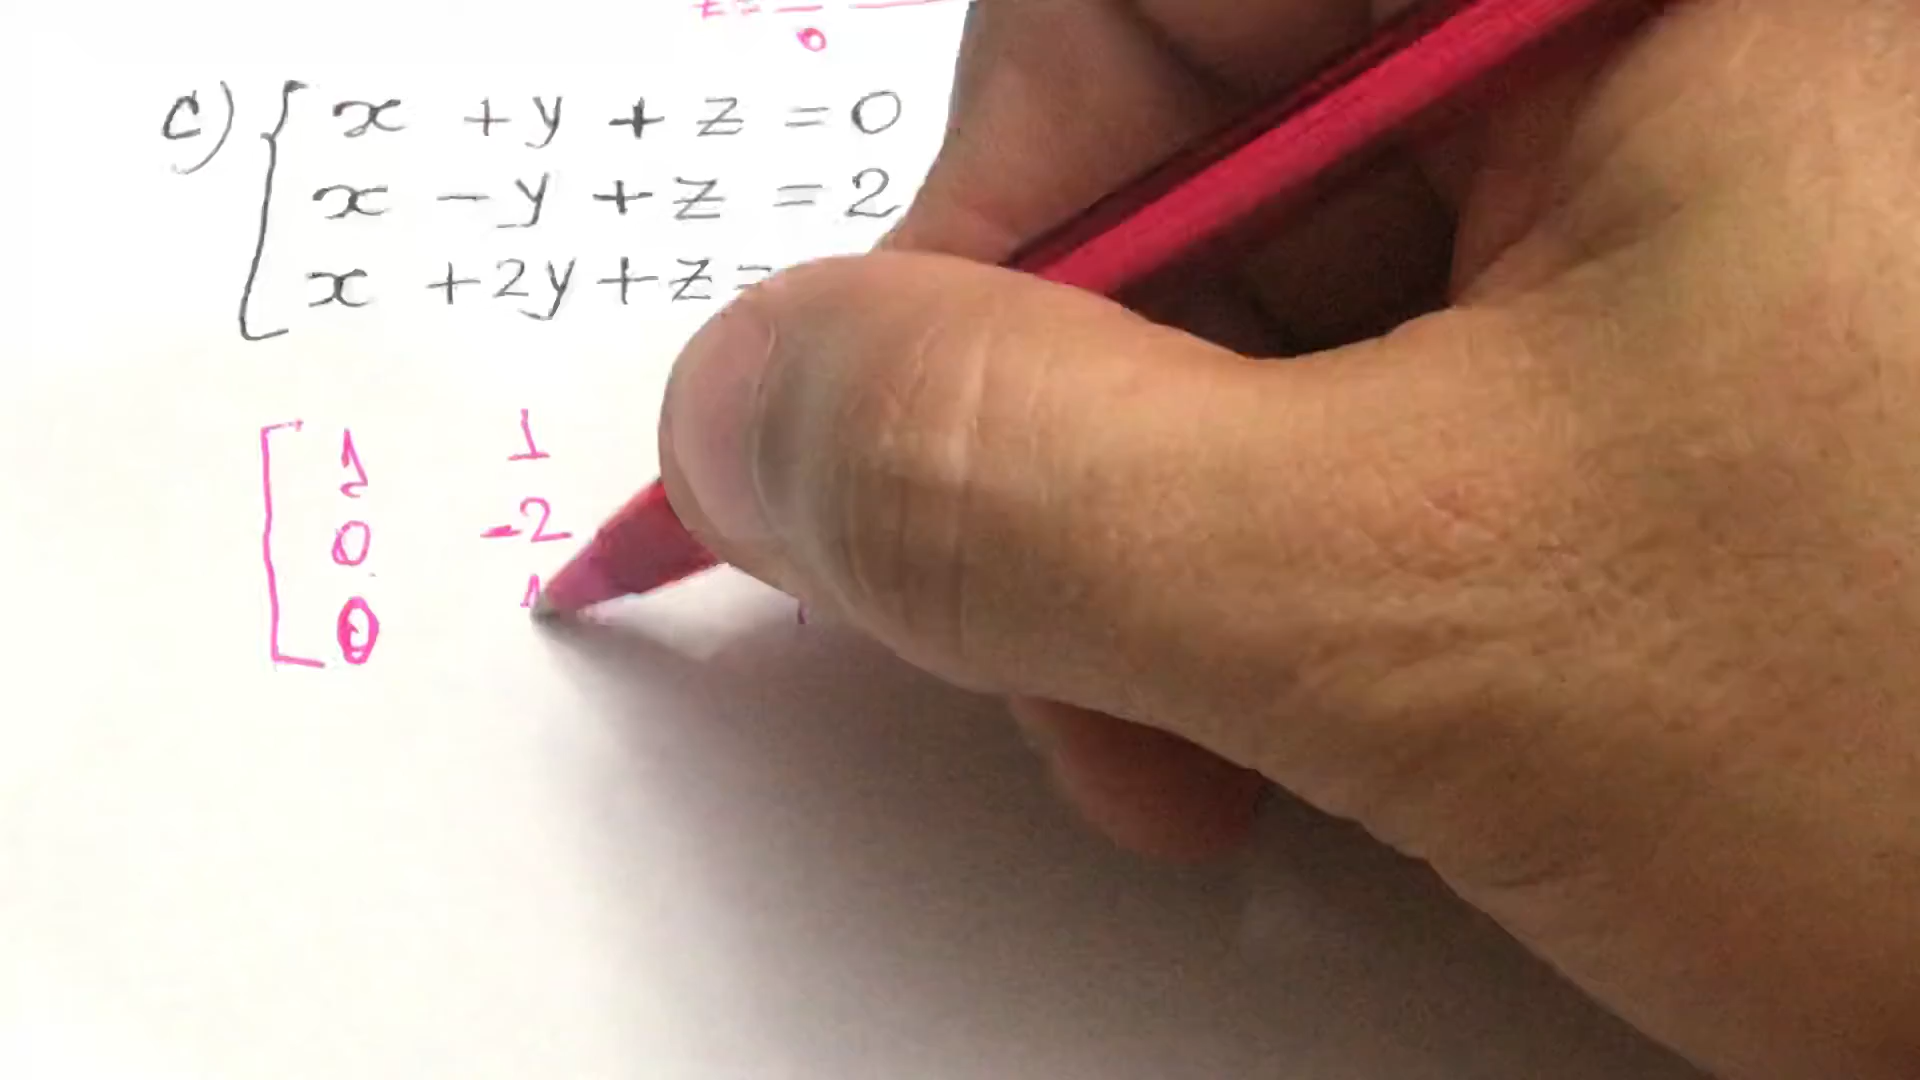 c) { x + y + z = 0
x - y + z = 2
x + 2y + z =
[ 1 1
0 -2
0 1